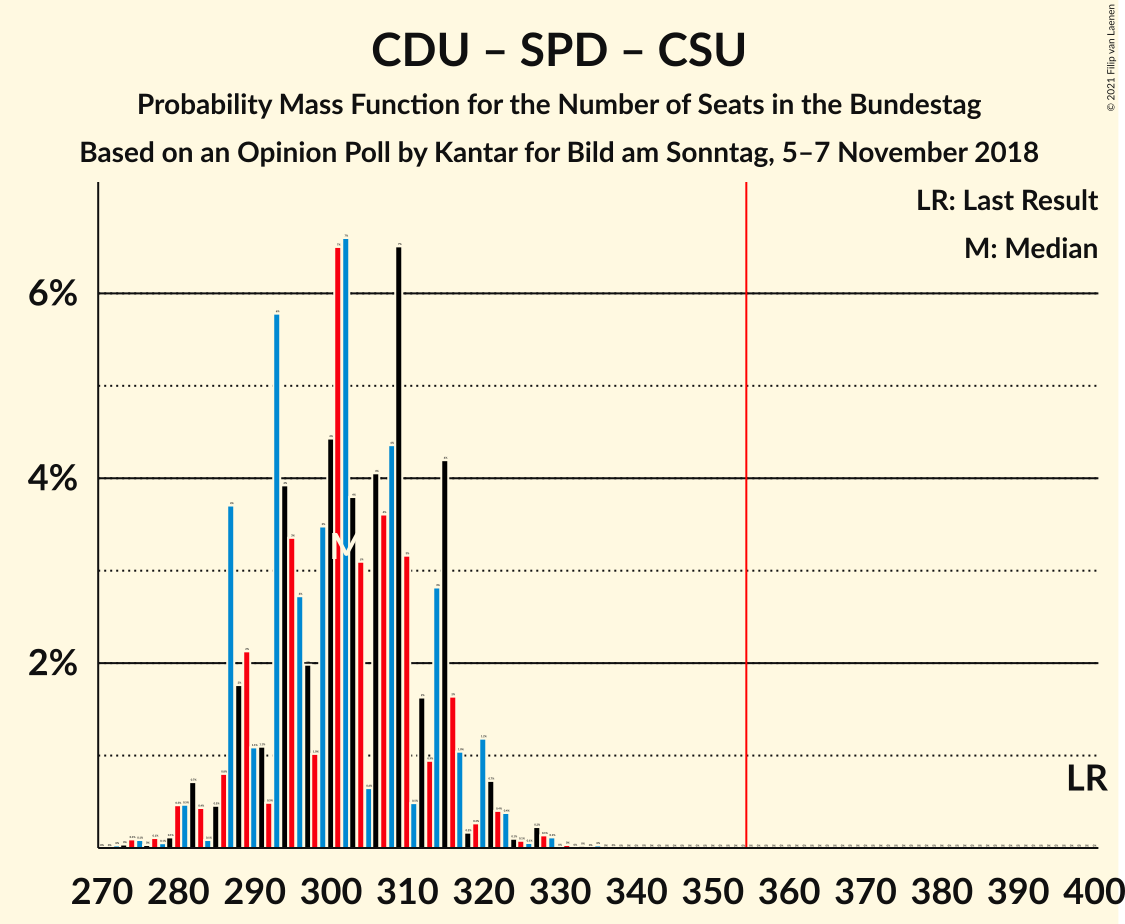 CDU – SPD – CSU
Probability Mass Function for the Number of Seats in the Bundestag
Based on an Opinion Poll by Kantar for Bild am Sonntag, 5–7 November 2018
© 2021 Filip van Laenen
LR: Last Result
M: Median
6%
4%
2%
M
LR
270 280 290 300 310 320 330 340 350 360 370 380 390 400